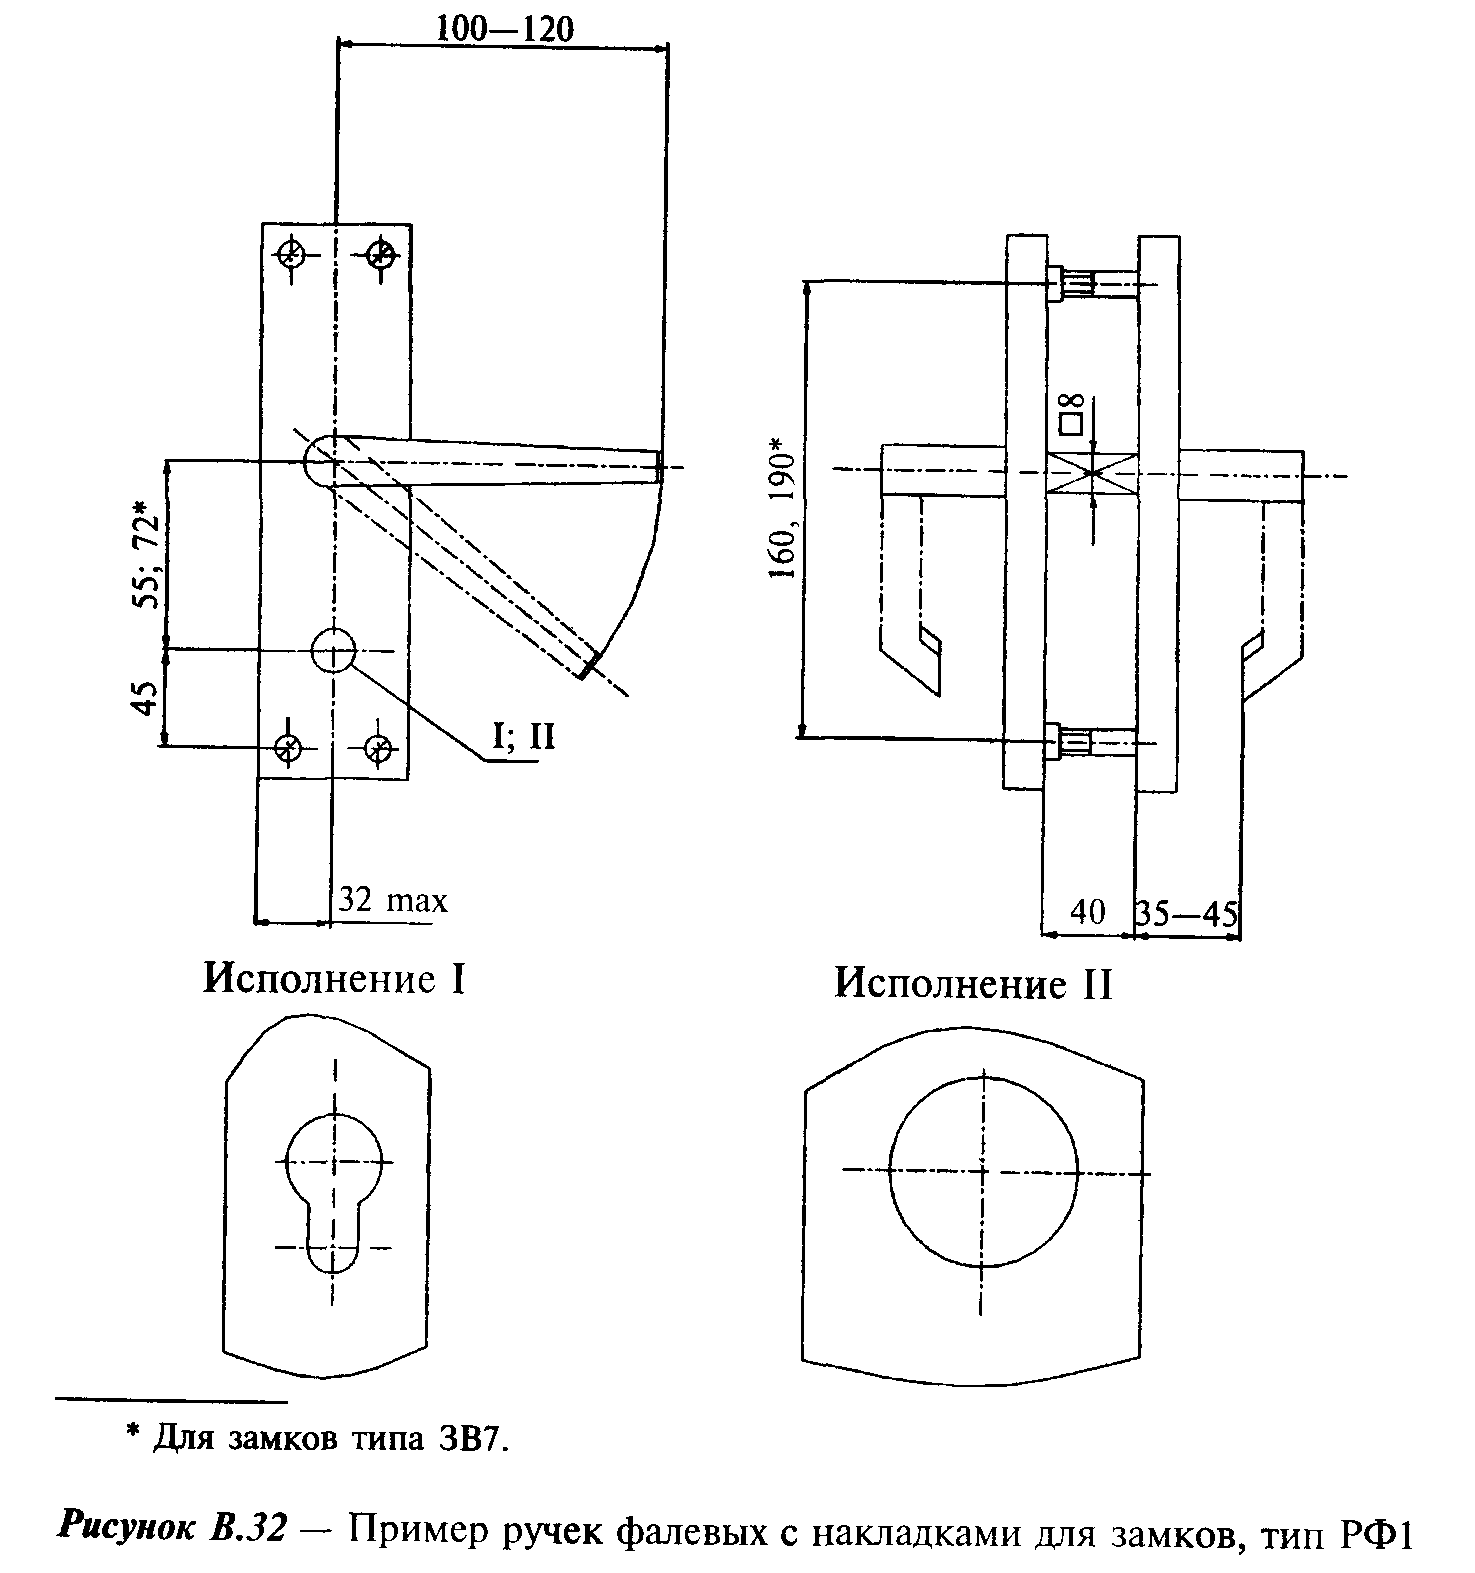 100—120
55; 72*
45
I; II
32 max
160, 190*
□8
40
35—45
Исполнение I
Исполнение II
* Для замков типа ЗВ7.
Рисунок В.32 — Пример ручек фалевых с накладками для замков, тип РФ1